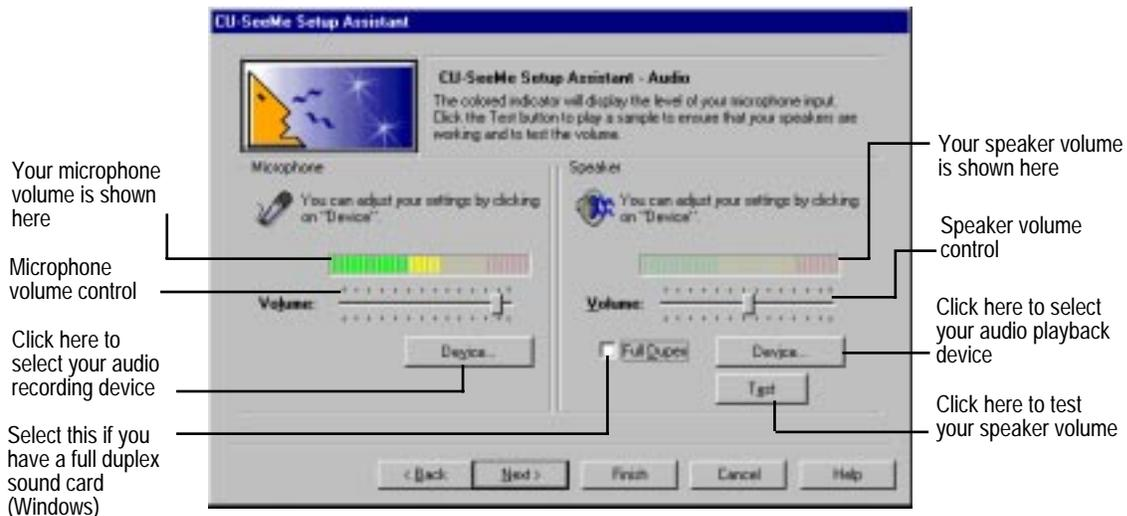 CU-SeeMe Setup Assistant
CU-SeeMe Setup Assistant - Audio
The colored indicator will display the level of your microphone input.
Click the Test button to play a sample to ensure that your speakers are
working and to test the volume.
Your microphone
volume is shown
here
Microphone
volume control
Click here to
select your audio
recording device
Select this if you
have a full duplex
sound card
(Windows)
Microphone
You can adjust your settings by clicking
on "Device".
Volume:
Device...
Speaker
You can adjust your settings by clicking
on "Device".
Volume:
Full Duplex
Device...
Test
< Back
Next >
Finish
Cancel
Help
Your speaker volume
is shown here
Speaker volume
control
Click here to select
your audio playback
device
Click here to test
your speaker volume